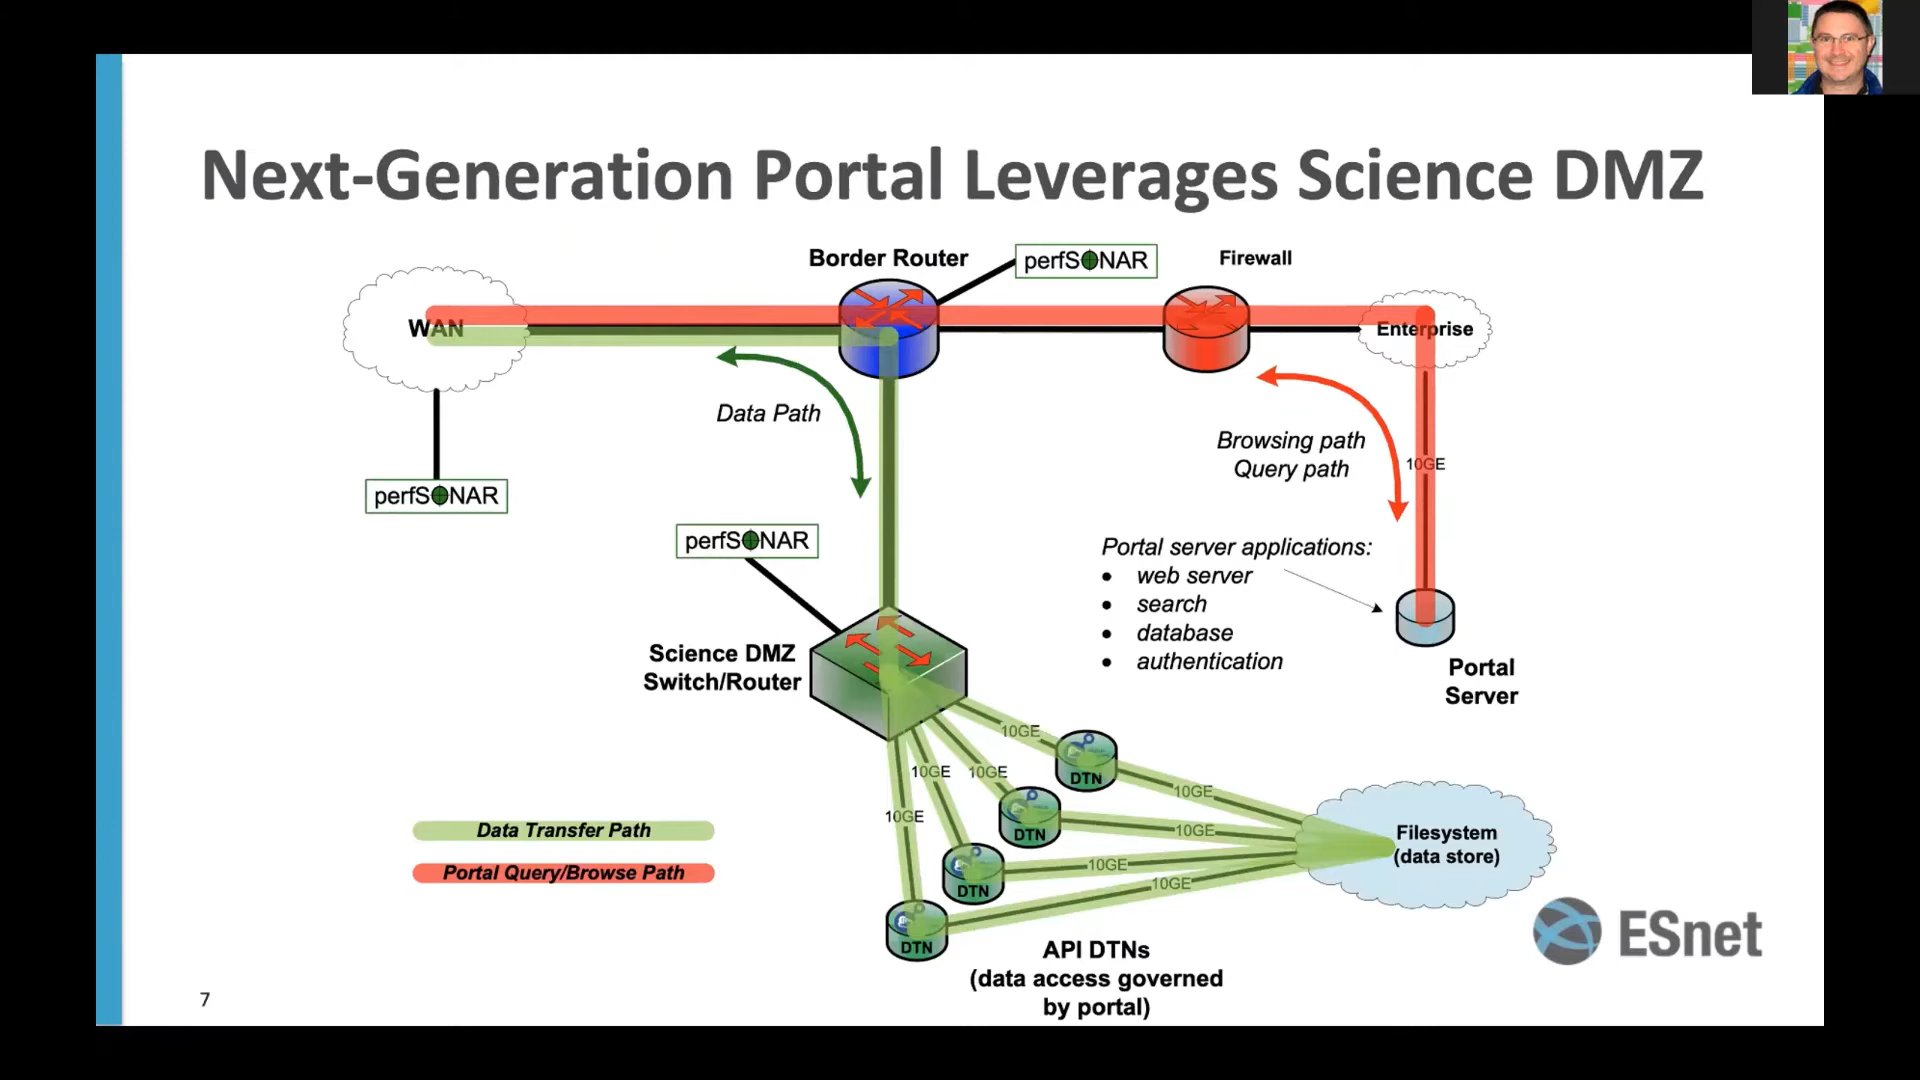 Next-Generation Portal Leverages Science DMZ
Border Router
perfSONAR
Firewall
WAN
Enterprise
Data Path
Browsing path
Query path
10GE
perfSONAR
perfSONAR
Portal server applications:
• web server
• search
• database
• authentication
Science DMZ
Switch/Router
Portal
Server
10GE
10GE
10GE
10GE
DTN
10GE
DTN
10GE
DTN
10GE
DTN
10GE
Filesystem
(data store)
Data Transfer Path
Portal Query/Browse Path
API DTNs
(data access governed
by portal)
ESnet
7